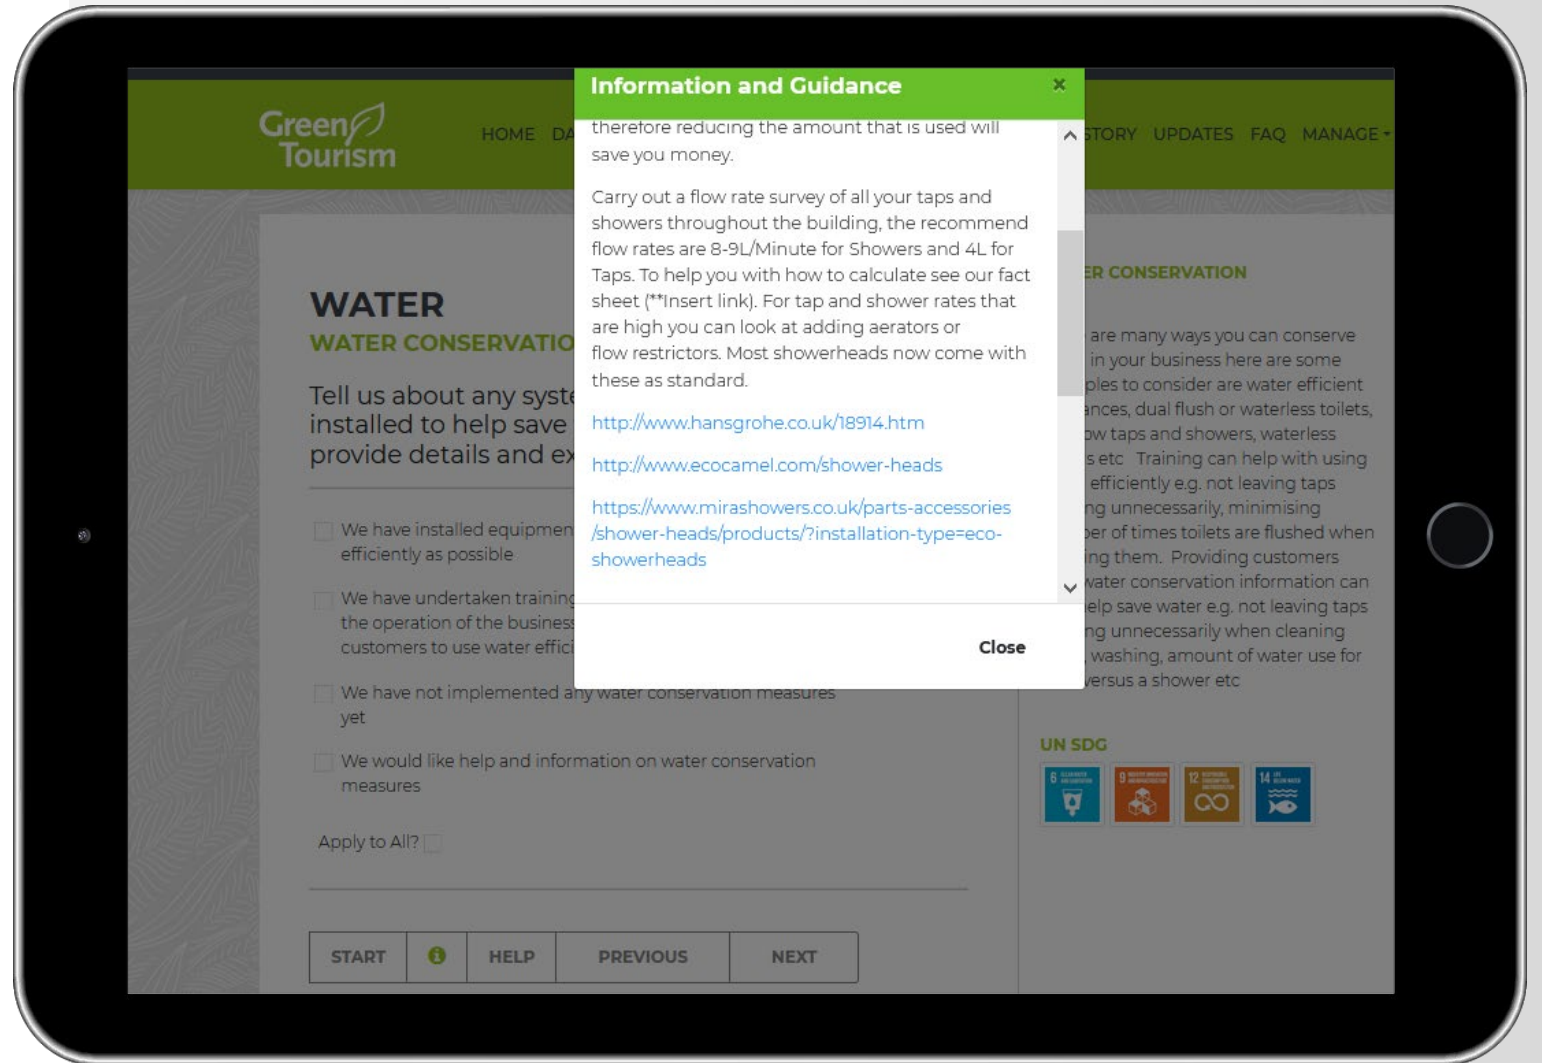 Green
Tourism
HOME
STORY UPDATES FAQ MANAGE
Information and Guidance
×
therefore reducing the amount that is used will
save you money.
Carry out a flow rate survey of all your taps and
showers throughout the building, the recommend
flow rates are 8-9L/Minute for Showers and 4L for
Taps. To help you with how to calculate see our fact
sheet (**Insert link). For tap and shower rates that
are high you can look at adding aerators or
flow restrictors. Most showerheads now come with
these as standard.
http://www.hansgrohe.co.uk/18914.htm
http://www.ecocamel.com/shower-heads
https://www.mirashowers.co.uk/parts-accessories
/shower-heads/products/?installation-type=eco-
showerheads
Close
WATER
WATER CONSERVATIO
Tell us about any syste
installed to help save
provide details and ex
We have installed equipmen
efficiently as possible
We have undertaken training
the operation of the business
customers to use water effici
We have not implemented any water conservation measures
yet
We would like help and information on water conservation
measures
Apply to All?
START HELP PREVIOUS NEXT
ER CONSERVATION
are many ways you can conserve
in your business here are some
ples to consider are water efficient
ances, dual flush or waterless toilets,
ow taps and showers, waterless
s etc Training can help with using
efficiently e.g. not leaving taps
ng unnecessarily, minimising
ber of times toilets are flushed when
ing them. Providing customers
water conservation information can
elp save water e.g. not leaving taps
ng unnecessarily when cleaning
, washing, amount of water use for
versus a shower etc
UN SDG
6
9
12
14